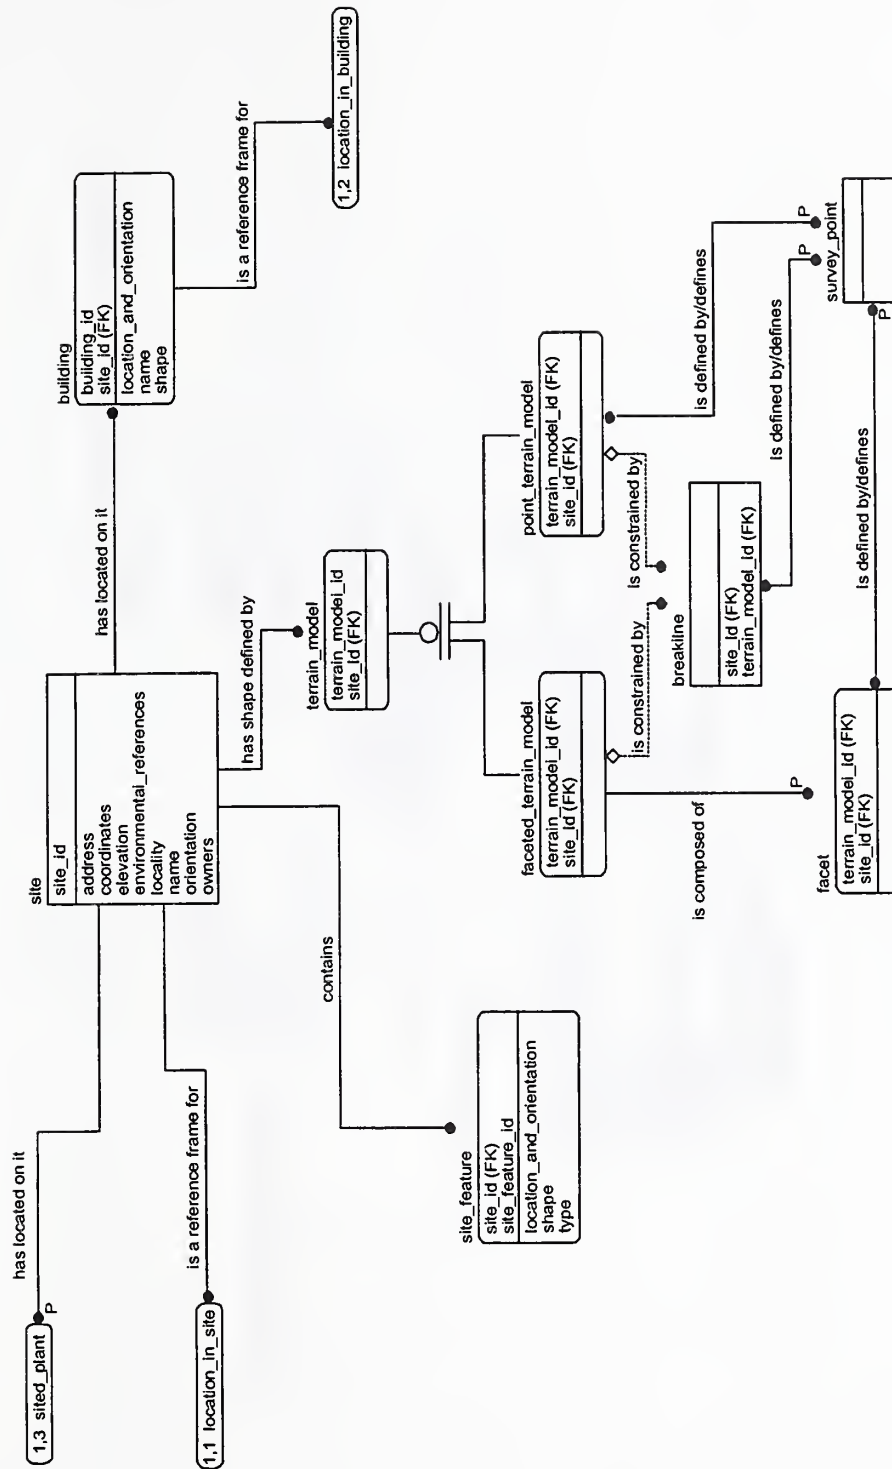 has located on it
1,3 sited_plant
P
is a reference frame for
1,1 location_in_site
site
site_id
address
coordinates
elevation
environmental_references
locality
name
orientation
owners
has located on it
building
building_id
site_id (FK)
location_and_orientation
name
shape
is a reference frame for
1,2 location_in_building
contains
site_feature
site_id (FK)
site_feature_id
location_and_orientation
shape
type
has shape defined by
terrain_model
terrain_model_id
site_id (FK)
faceted_terrain_model
terrain_model_id (FK)
site_id (FK)
point_terrain_model
terrain_model_id (FK)
site_id (FK)
is constrained by
is constrained by
breakline
site_id (FK)
terrain_model_id (FK)
is composed of
P
facet
terrain_model_id (FK)
site_id (FK)
is defined by/defines
is defined by/defines
is defined by/defines
P
P
P
survey_point